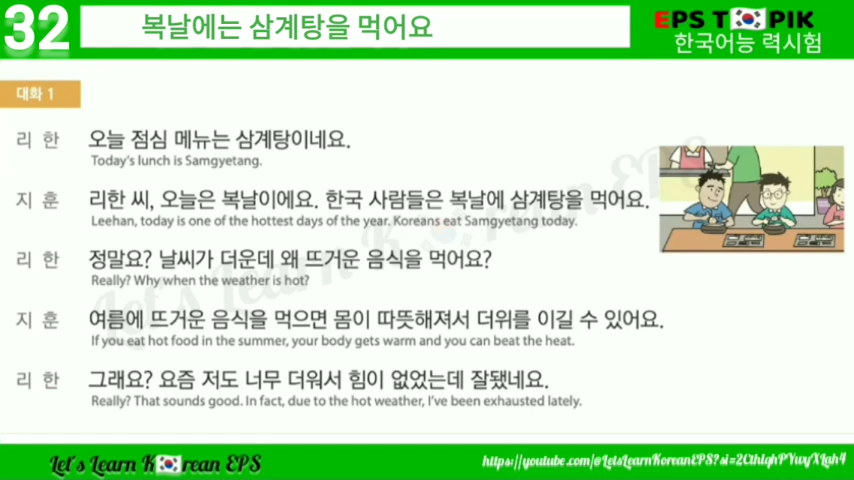 32
복날에는 삼계탕을 먹어요
EPS TOPIK
한국어능 력시험
대화 1
리 한 오늘 점심 메뉴는 삼계탕이네요.
Today's lunch is Samgyetang.
지 훈 리한 씨, 오늘은 복날이에요. 한국 사람들은 복날에 삼계탕을 먹어요.
Leehan, today is one of the hottest days of the year. Koreans eat Samgyetang today.
리 한 정말요? 날씨가 더운데 왜 뜨거운 음식을 먹어요?
Really? Why when the weather is hot?
지 훈 여름에 뜨거운 음식을 먹으면 몸이 따뜻해져서 더위를 이길 수 있어요.
If you eat hot food in the summer, your body gets warm and you can beat the heat.
리 한 그래요? 요즘 저도 너무 더워서 힘이 없었는데 잘됐네요.
Really? That sounds good. In fact, due to the hot weather, I've been exhausted lately.
Let's Learn Korean EPS
Let's Learn Korean EPS